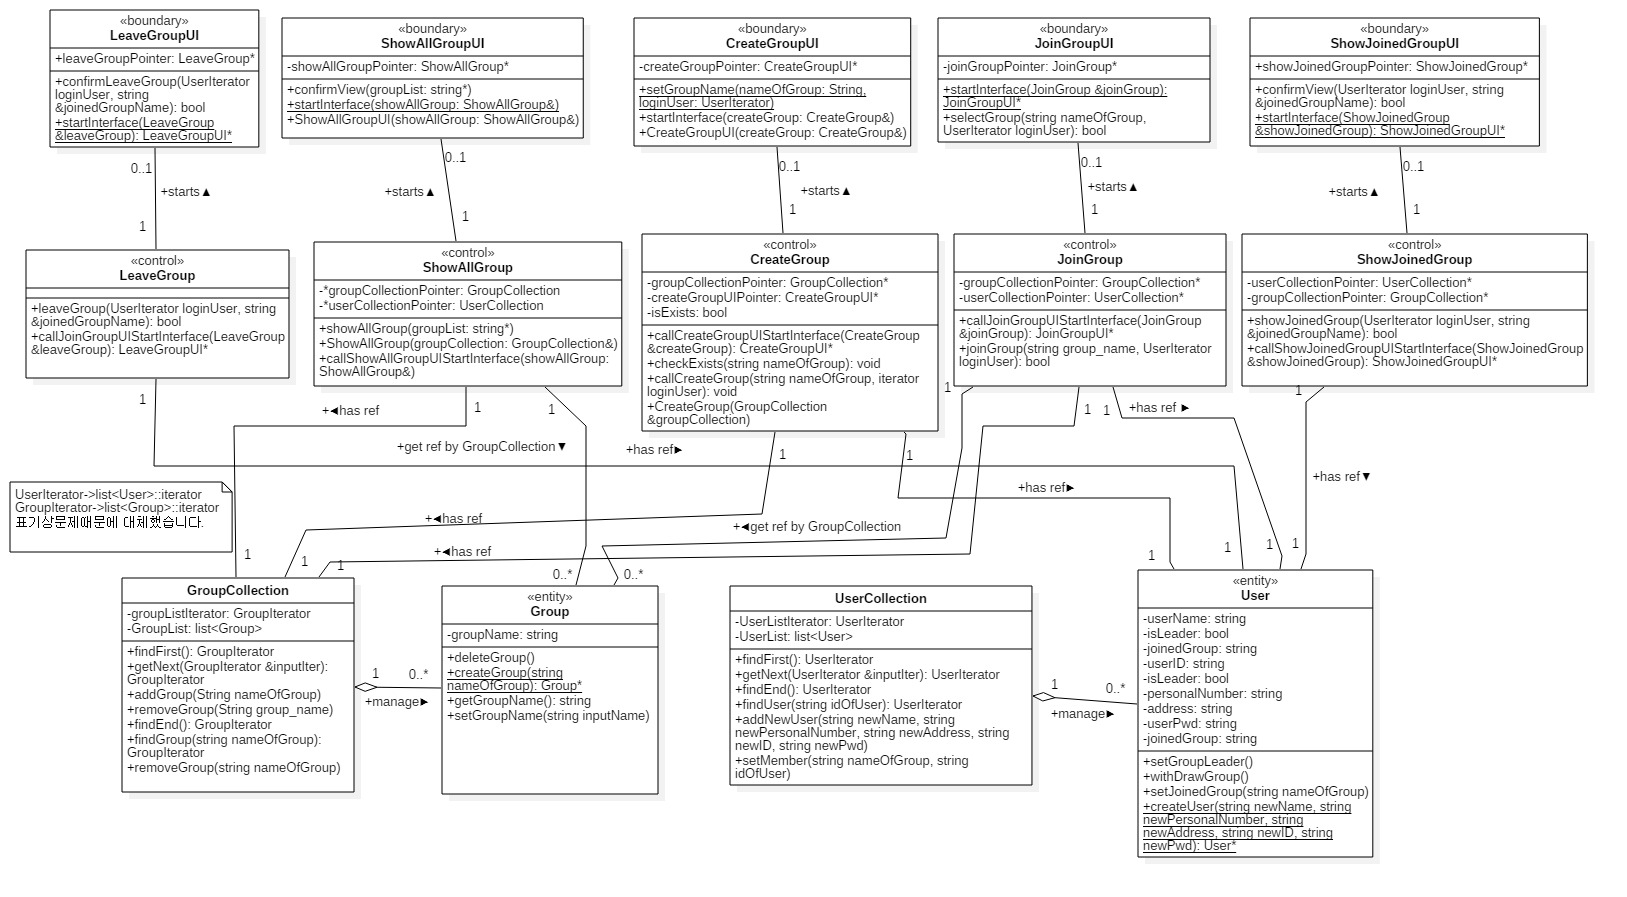 «boundary»
LeaveGroupUI
+leaveGroupPointer: LeaveGroup*
+confirmLeaveGroup(UserIterator
loginUser, string
&joinedGroupName): bool
+startInterface(LeaveGroup
&leaveGroup): LeaveGroupUI*
«boundary»
ShowAllGroupUI
-showAllGroupPointer: ShowAllGroup*
+confirmView(groupList: string*)
+startInterface(showAllGroup: ShowAllGroup&)
+ShowAllGroupUI(showAllGroup: ShowAllGroup&)
«boundary»
CreateGroupUI
-createGroupPointer: CreateGroupUI*
+setGroupName(nameOfGroup: String,
loginUser: UserIterator)
+startInterface(createGroup: CreateGroup&)
+CreateGroupUI(createGroup: CreateGroup&)
«boundary»
JoinGroupUI
-joinGroupPointer: JoinGroup*
+startInterface(JoinGroup &joinGroup):
JoinGroupUI*
+selectGroup(string nameOfGroup,
UserIterator loginUser): bool
«boundary»
ShowJoinedGroupUI
+showJoinedGroupPointer: ShowJoinedGroup*
+confirmView(UserIterator loginUser, string
&joinedGroupName): bool
+startInterface(ShowJoinedGroup
&showJoinedGroup): ShowJoinedGroupUI*
0..1
+starts▲
1
0..1
+starts▲
1
0..1
+starts▲
1
0..1
+starts▲
1
0..1
+starts▲
1
«control»
LeaveGroup
+leaveGroup(UserIterator loginUser, string
&joinedGroupName): bool
+callJoinGroupUIStartInterface(LeaveGroup
&leaveGroup): LeaveGroupUI*
«control»
ShowAllGroup
-*groupCollectionPointer: GroupCollection
-*userCollectionPointer: UserCollection
+showAllGroup(groupList: string*)
+ShowAllGroup(groupCollection: GroupCollection&)
+callShowAllGroupUIStartInterface(showAllGroup:
ShowAllGroup&)
«control»
CreateGroup
-groupCollectionPointer: GroupCollection*
-createGroupUIPointer: CreateGroupUI*
-isExists: bool
+callCreateGroupUIStartInterface(CreateGroup
&createGroup): CreateGroupUI*
+checkExists(string nameOfGroup): void
+callCreateGroup(string nameOfGroup, iterator
loginUser): void
+CreateGroup(GroupCollection
&groupCollection)
«control»
JoinGroup
-groupCollectionPointer: GroupCollection*
-userCollectionPointer: UserCollection*
+callJoinGroupUIStartInterface(JoinGroup
&joinGroup): JoinGroupUI*
+joinGroup(string group_name, UserIterator
loginUser): bool
«control»
ShowJoinedGroup
-userCollectionPointer: UserCollection*
-groupCollectionPointer: GroupCollection*
+showJoinedGroup(UserIterator loginUser, string
&joinedGroupName): bool
+callShowJoinedGroupUIStartInterface(ShowJoinedGroup
&showJoinedGroup): ShowJoinedGroupUI*
1
+◄has ref
1
1
+get ref by GroupCollection▼
+has ref►
1
1
1
1
1
+has ref ►
1
+has ref▼
+has ref►
UserIterator->list<User>::iterator
GroupIterator->list<Group>::iterator
표기상문제때문에 대체했습니다.
+◄has ref
+◄get ref by GroupCollection
+◄has ref
1
1
1
0..*
0..*
1
1
1
1
GroupCollection
-groupListIterator: GroupIterator
-GroupList: list<Group>
+findFirst(): GroupIterator
+getNext(GroupIterator &inputIter):
GroupIterator
+addGroup(String nameOfGroup)
+removeGroup(String group_name)
+findEnd(): GroupIterator
+findGroup(string nameOfGroup):
GroupIterator
+removeGroup(string nameOfGroup)
1
0..*
+manage►
«entity»
Group
-groupName: string
+deleteGroup()
+createGroup(string
nameOfGroup): Group*
+getGroupName(): string
+setGroupName(string inputName)
UserCollection
-UserListIterator: UserIterator
-UserList: list<User>
+findFirst(): UserIterator
+getNext(UserIterator &inputIter): UserIterator
+findEnd(): UserIterator
+findUser(string idOfUser): UserIterator
+addNewUser(string newName, string
newPersonalNumber, string newAddress, string
newID, string newPwd)
+setMember(string nameOfGroup, string
idOfUser)
1
0..*
+manage►
«entity»
User
-userName: string
-isLeader: bool
-joinedGroup: string
-userID: string
-isLeader: bool
-personalNumber: string
-address: string
-userPwd: string
-joinedGroup: string
+setGroupLeader()
+withDrawGroup()
+setJoinedGroup(string nameOfGroup)
+createUser(string newName, string
newPersonalNumber, string
newAddress, string newID, string
newPwd): User*